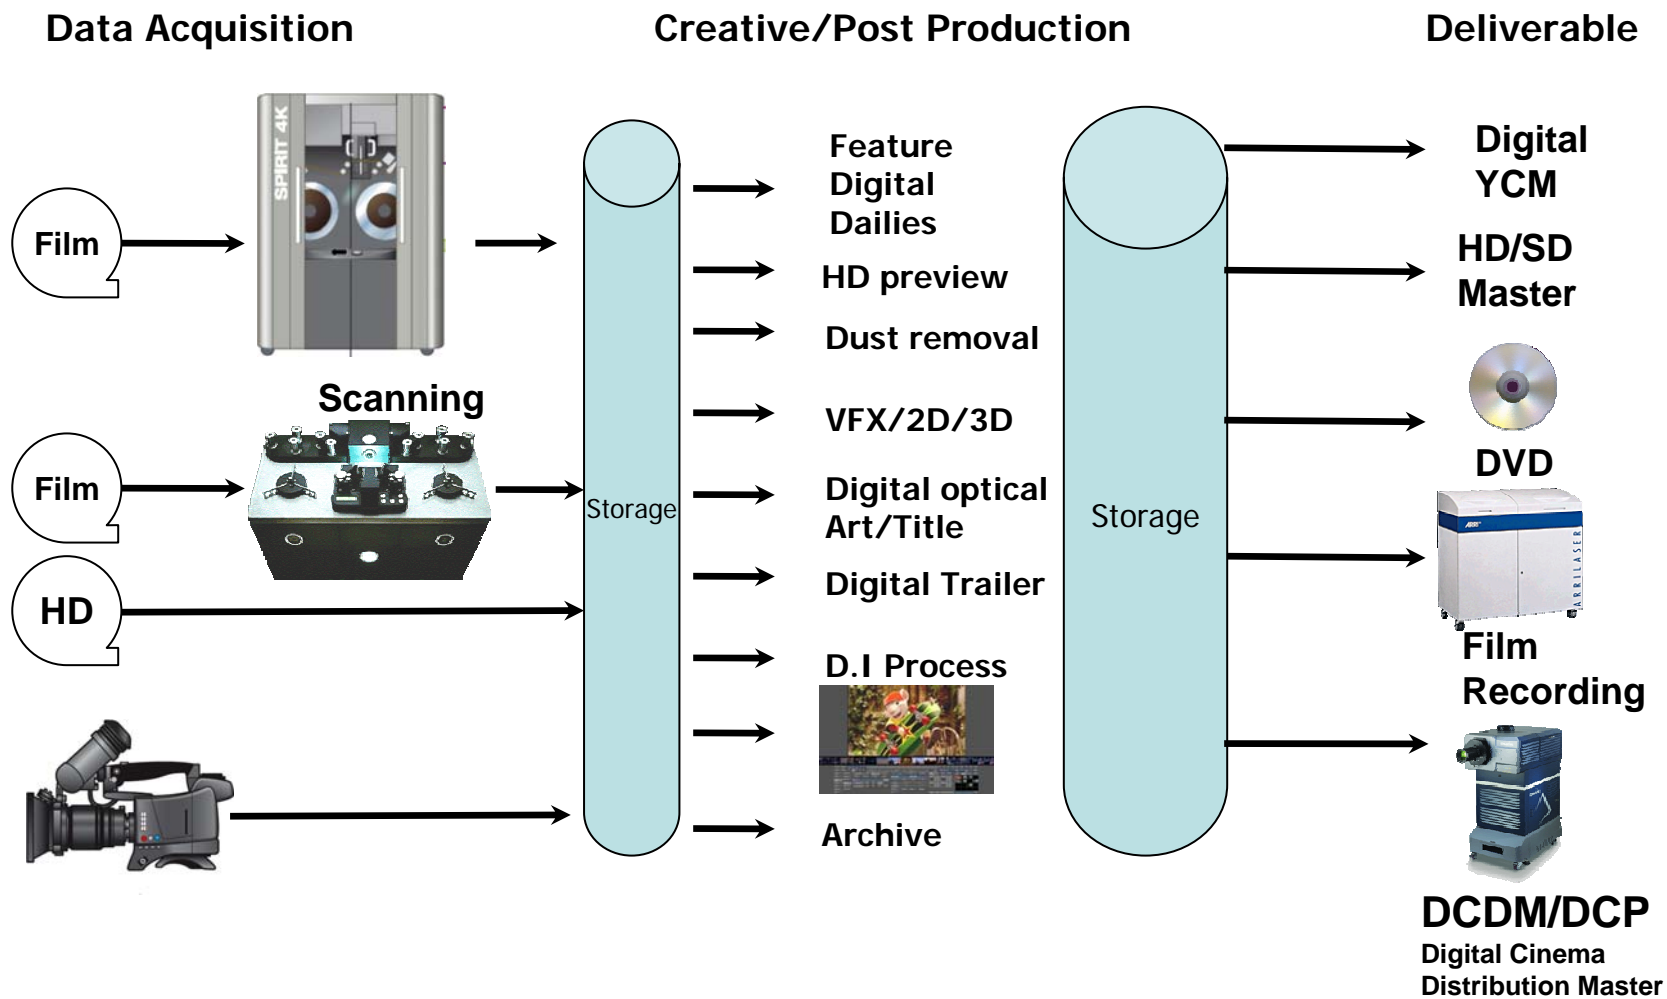 Data Acquisition
Creative/Post Production
Deliverable
SPIRIT 4K
Film
Scanning
Film
HD
Storage
Feature
Digital
Dailies
HD preview
Dust removal
VFX/2D/3D
Digital optical
Art/Title
Digital Trailer
D.I Process
Archive
Storage
Digital
YCM
HD/SD
Master
DVD
ARRI
ARRILASER
Film
Recording
DCDM/DCP
Digital Cinema
Distribution Master